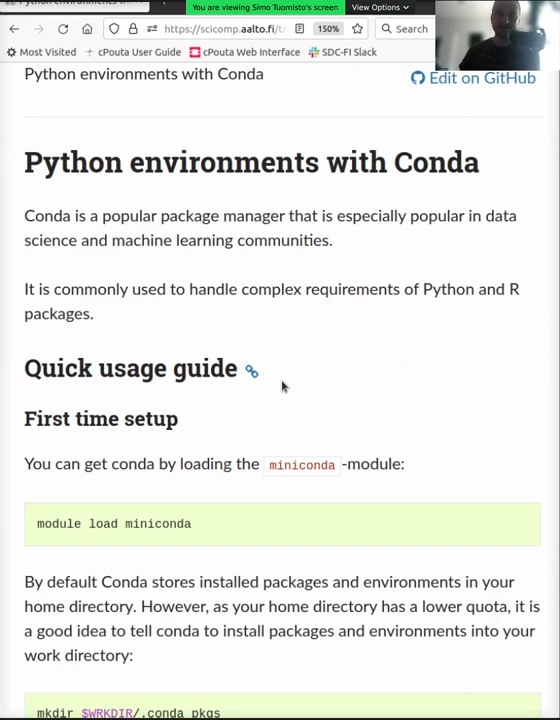 You are viewing Simo Tuomisto's screen
View Options
https://scicomp.aalto.fi/tr
150%
Search
Most Visited
cPouta User Guide
cPouta Web Interface
SDC-FI Slack
Python environments with Conda
Edit on GitHub
Python environments with Conda
Conda is a popular package manager that is especially popular in data
science and machine learning communities.
It is commonly used to handle complex requirements of Python and R
packages.
Quick usage guide
First time setup
You can get conda by loading the miniconda -module:
module load miniconda
By default Conda stores installed packages and environments in your
home directory. However, as your home directory has a lower quota, it is
a good idea to tell conda to install packages and environments into your
work directory:
mkdir $WRKDIR/.conda_pkgs